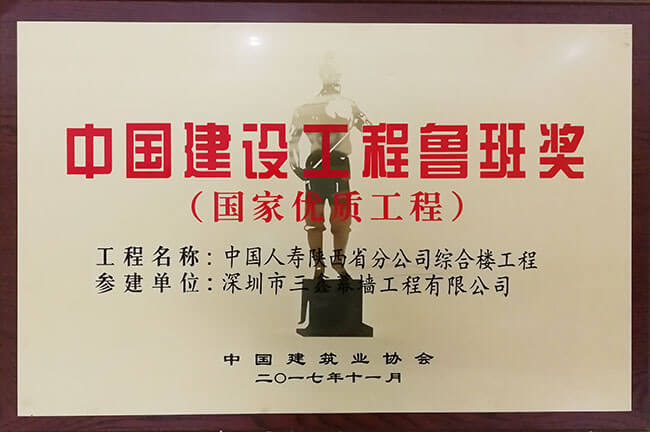 中国建设工程鲁班奖
（国家优质工程）
工程名称：中国人寿陕西省分公司综合楼工程
参建单位：深圳市三鑫幕墙工程有限公司
中国建筑业协会
二〇一七年十一月